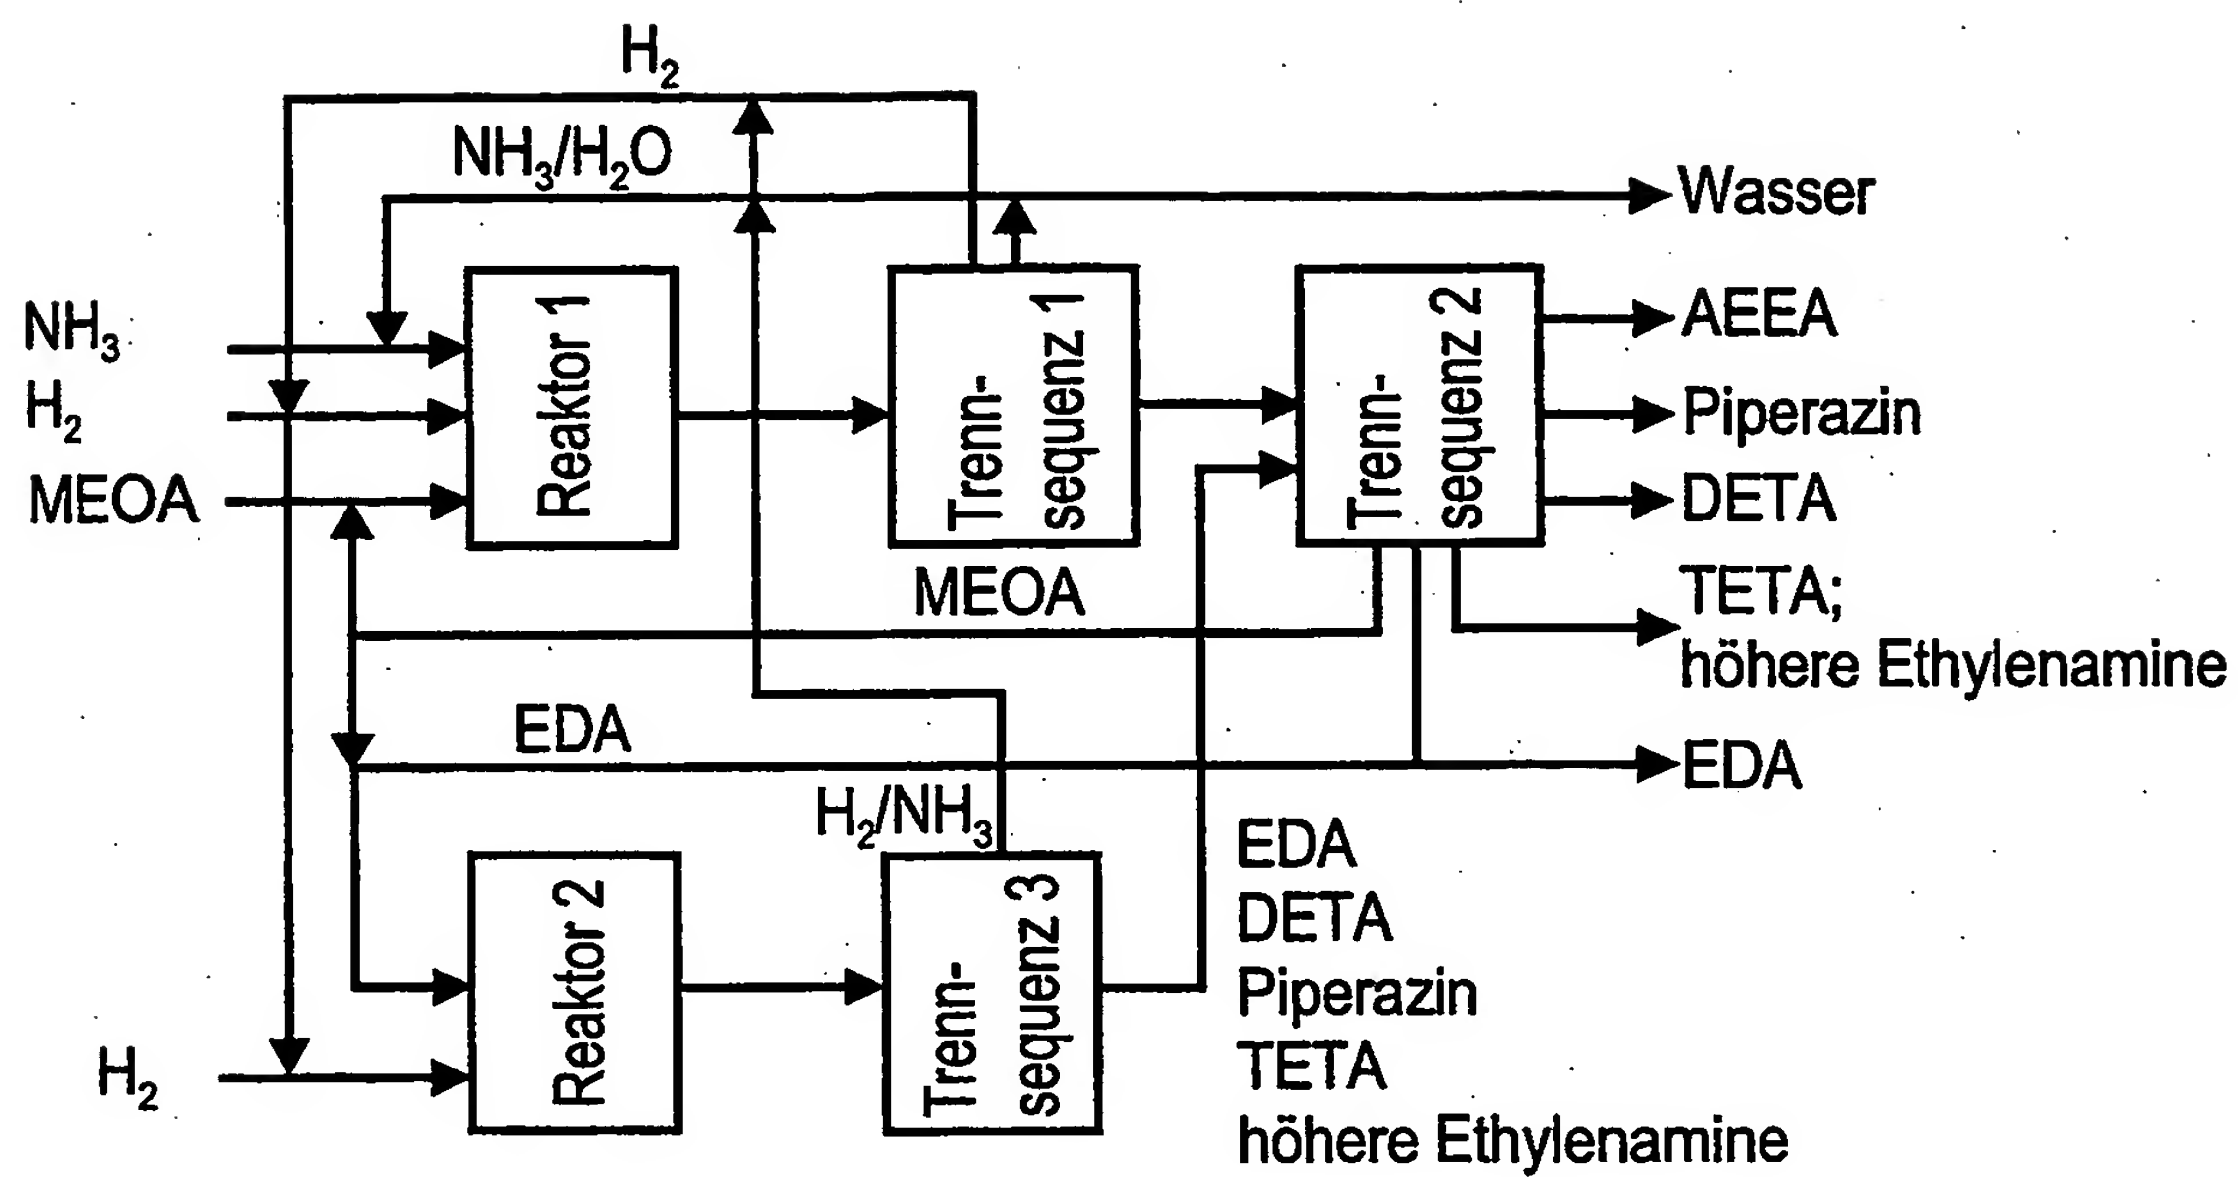 H₂
NH₃/H₂O
Wasser
NH₃
H₂
MEOA
Reaktor 1
Trenn-
sequenz 1
Trenn-
sequenz 2
AEEA
Piperazin
DETA
MEOA
TETA;
höhere Ethylenamine
EDA
EDA
H₂/NH₃
H₂
Reaktor 2
Trenn-
sequenz 3
EDA
DETA
Piperazin
TETA
höhere Ethylenamine